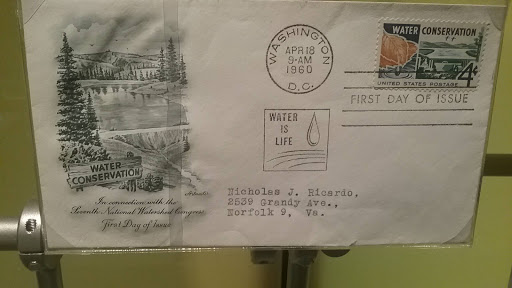 WASHINGTON
APR 18
9-AM
1960
D.C.
WATER CONSERVATION
4¢
UNITED STATES POSTAGE
FIRST DAY OF ISSUE
WATER
IS
LIFE
WATER
CONSERVATION
In connection with the
Seventh National Watershed Congress
First Day of Issue
Nicholas J. Ricardo,
2539 Grandy Ave.,
Norfolk 9, Va.